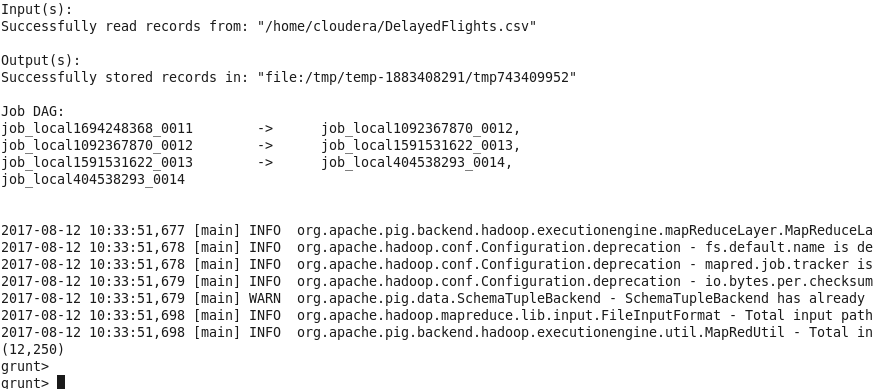 Input(s):
Successfully read records from: "/home/cloudera/DelayedFlights.csv"
Output(s):
Successfully stored records in: "file:/tmp/temp-1883408291/tmp743409952"
Job DAG:
job_local1694248368_0011 -> job_local1092367870_0012,
job_local1092367870_0012 -> job_local1591531622_0013,
job_local1591531622_0013 -> job_local404538293_0014,
job_local404538293_0014
2017-08-12 10:33:51,677 [main] INFO org.apache.pig.backend.hadoop.executionengine.mapReduceLayer.MapReduceLa
2017-08-12 10:33:51,678 [main] INFO org.apache.hadoop.conf.Configuration.deprecation - fs.default.name is de
2017-08-12 10:33:51,678 [main] INFO org.apache.hadoop.conf.Configuration.deprecation - mapred.job.tracker is
2017-08-12 10:33:51,679 [main] INFO org.apache.hadoop.conf.Configuration.deprecation - io.bytes.per.checksum
2017-08-12 10:33:51,679 [main] WARN org.apache.pig.data.SchemaTupleBackend - SchemaTupleBackend has already
2017-08-12 10:33:51,698 [main] INFO org.apache.hadoop.mapreduce.lib.input.FileInputFormat - Total input path
2017-08-12 10:33:51,698 [main] INFO org.apache.pig.backend.hadoop.executionengine.util.MapRedUtil - Total in
(12,250)
grunt>
grunt>